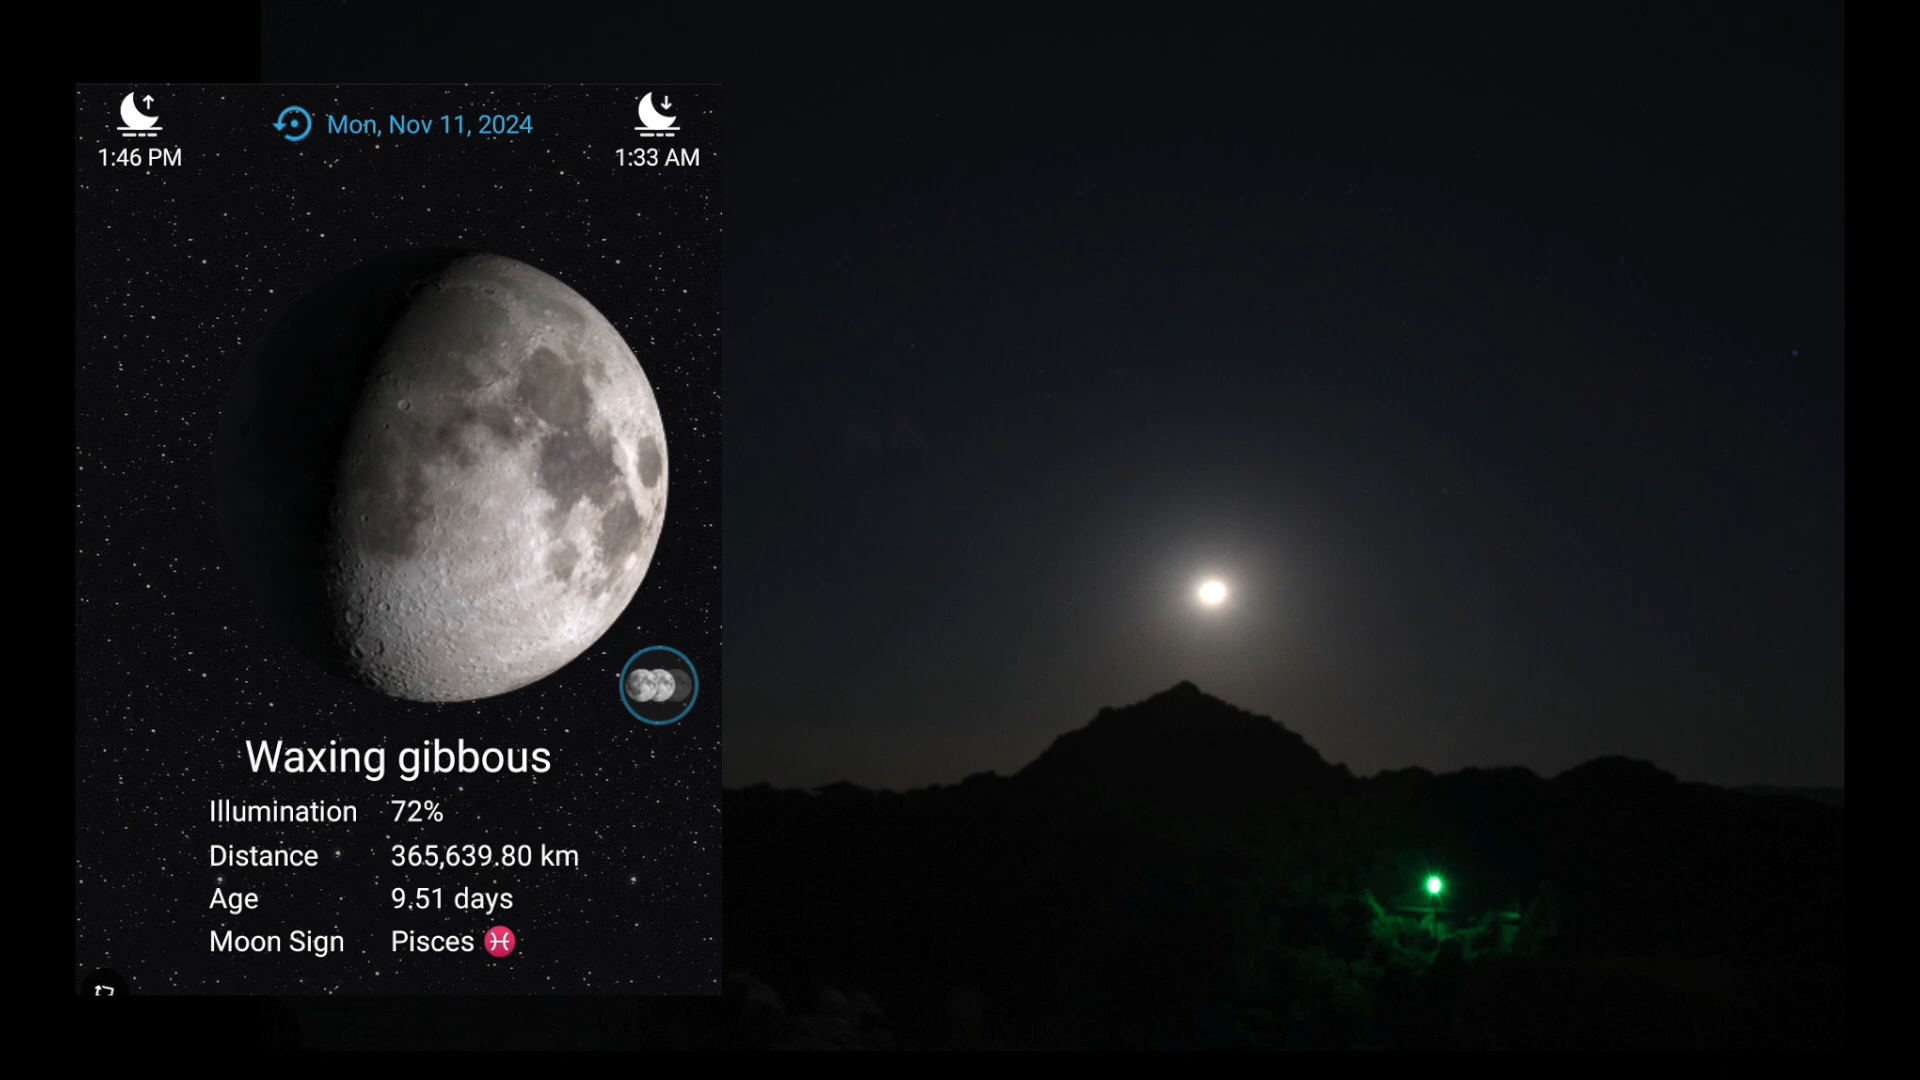 Mon, Nov 11, 2024
1:46 PM
1:33 AM
Waxing gibbous
Illumination 72%
Distance 365,639.80 km
Age 9.51 days
Moon Sign Pisces ♓